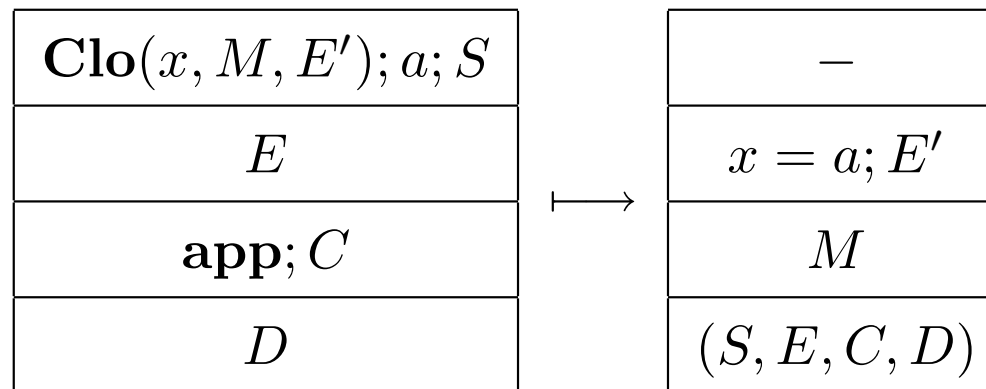 Clo(x, M, E′); a; S ⟼ −
E x = a; E′
app; C M
D (S, E, C, D)